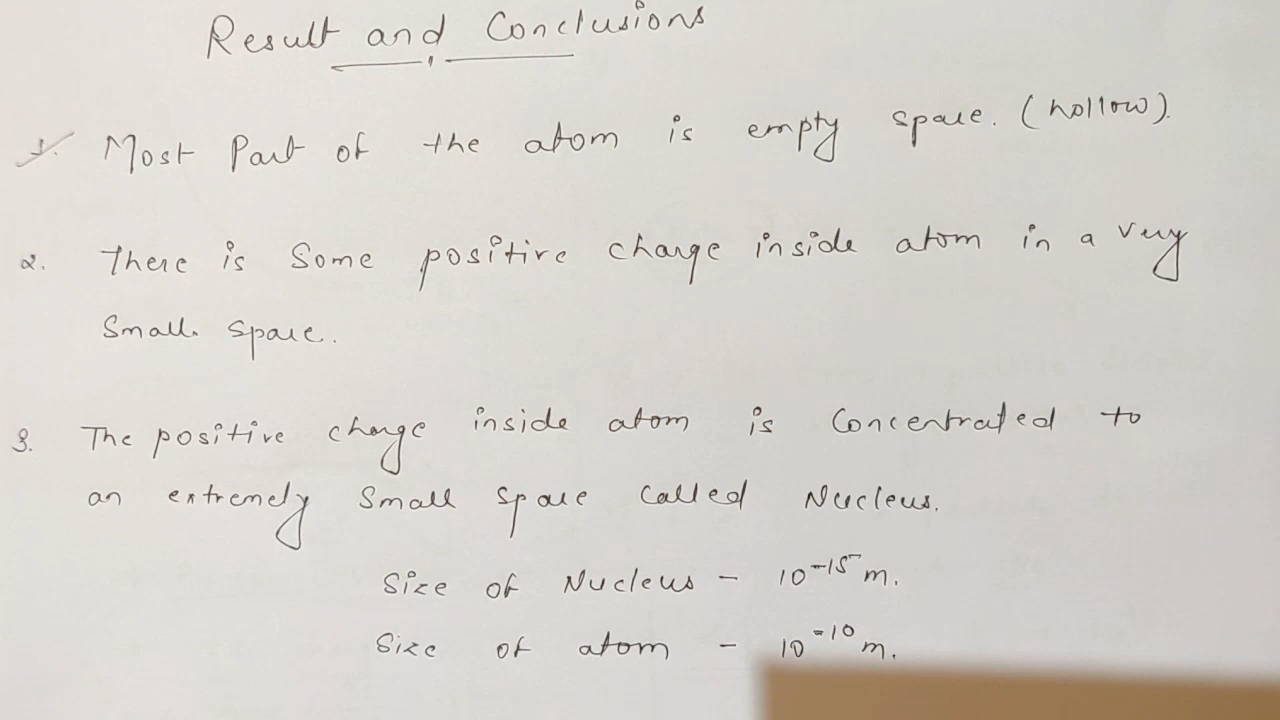 Result and Conclusions
1. Most Part of the atom is empty space. (hollow).
2. There is Some positive charge inside atom in a very
Small. space.
3. The positive charge inside atom is Concentrated to
an extremely Small space called Nucleus.
Size of Nucleus - 10⁻¹⁵ m.
Size of atom - 10⁻¹⁰ m.